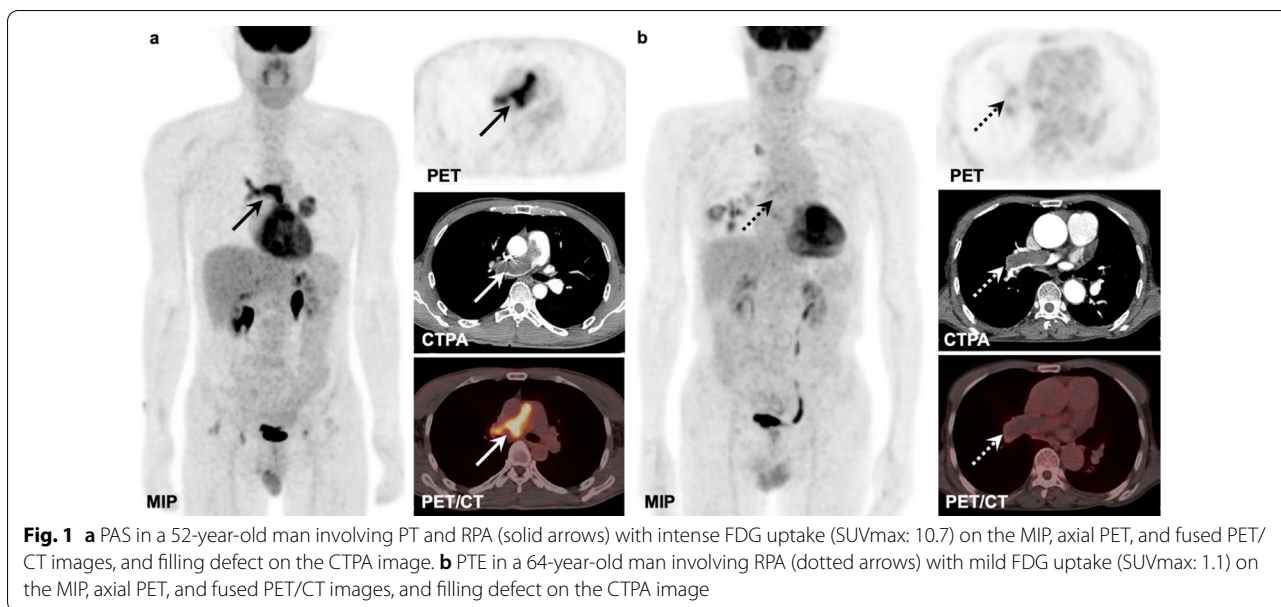 a
b
PET
PET
CTPA
CTPA
MIP
PET/CT
MIP
PET/CT
Fig. 1 a PAS in a 52-year-old man involving PT and RPA (solid arrows) with intense FDG uptake (SUVmax: 10.7) on the MIP, axial PET, and fused PET/
CT images, and filling defect on the CTPA image. b PTE in a 64-year-old man involving RPA (dotted arrows) with mild FDG uptake (SUVmax: 1.1) on
the MIP, axial PET, and fused PET/CT images, and filling defect on the CTPA image